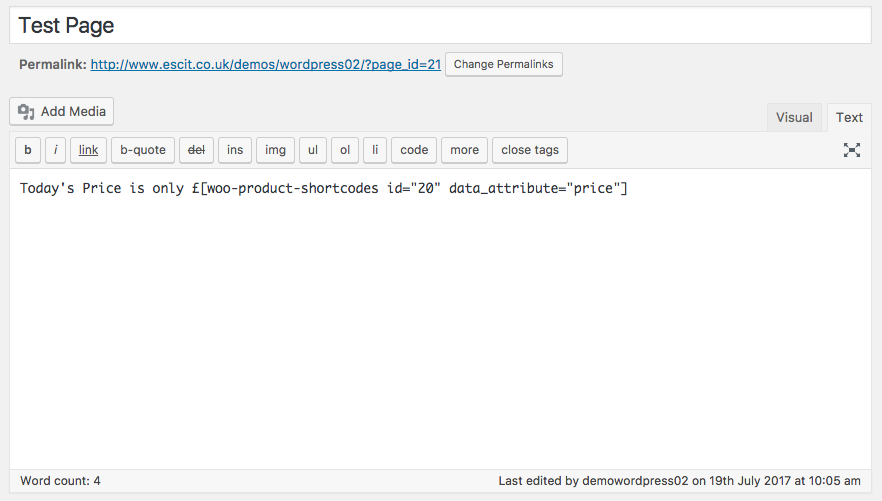 Test Page
Permalink: http://www.escit.co.uk/demos/wordpress02/?page_id=21 Change Permalinks
Add Media
Visual Text
b i link b-quote del ins img ul ol li code more close tags
Today's Price is only £[woo-product-shortcodes id="20" data_attribute="price"]
Word count: 4 Last edited by demowordpress02 on 19th July 2017 at 10:05 am